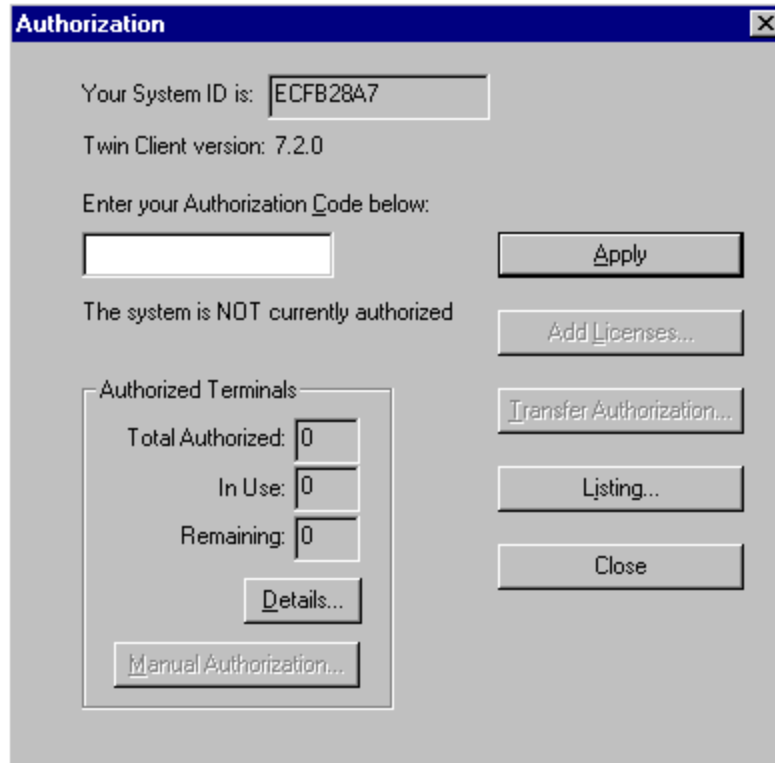 Authorization
Your System ID is: ECFB28A7
Twin Client version: 7.2.0
Enter your Authorization Code below:
Apply
The system is NOT currently authorized
Add Licenses...
Authorized Terminals
Transfer Authorization...
Total Authorized: 0
In Use: 0
Listing...
Remaining: 0
Close
Details...
Manual Authorization...